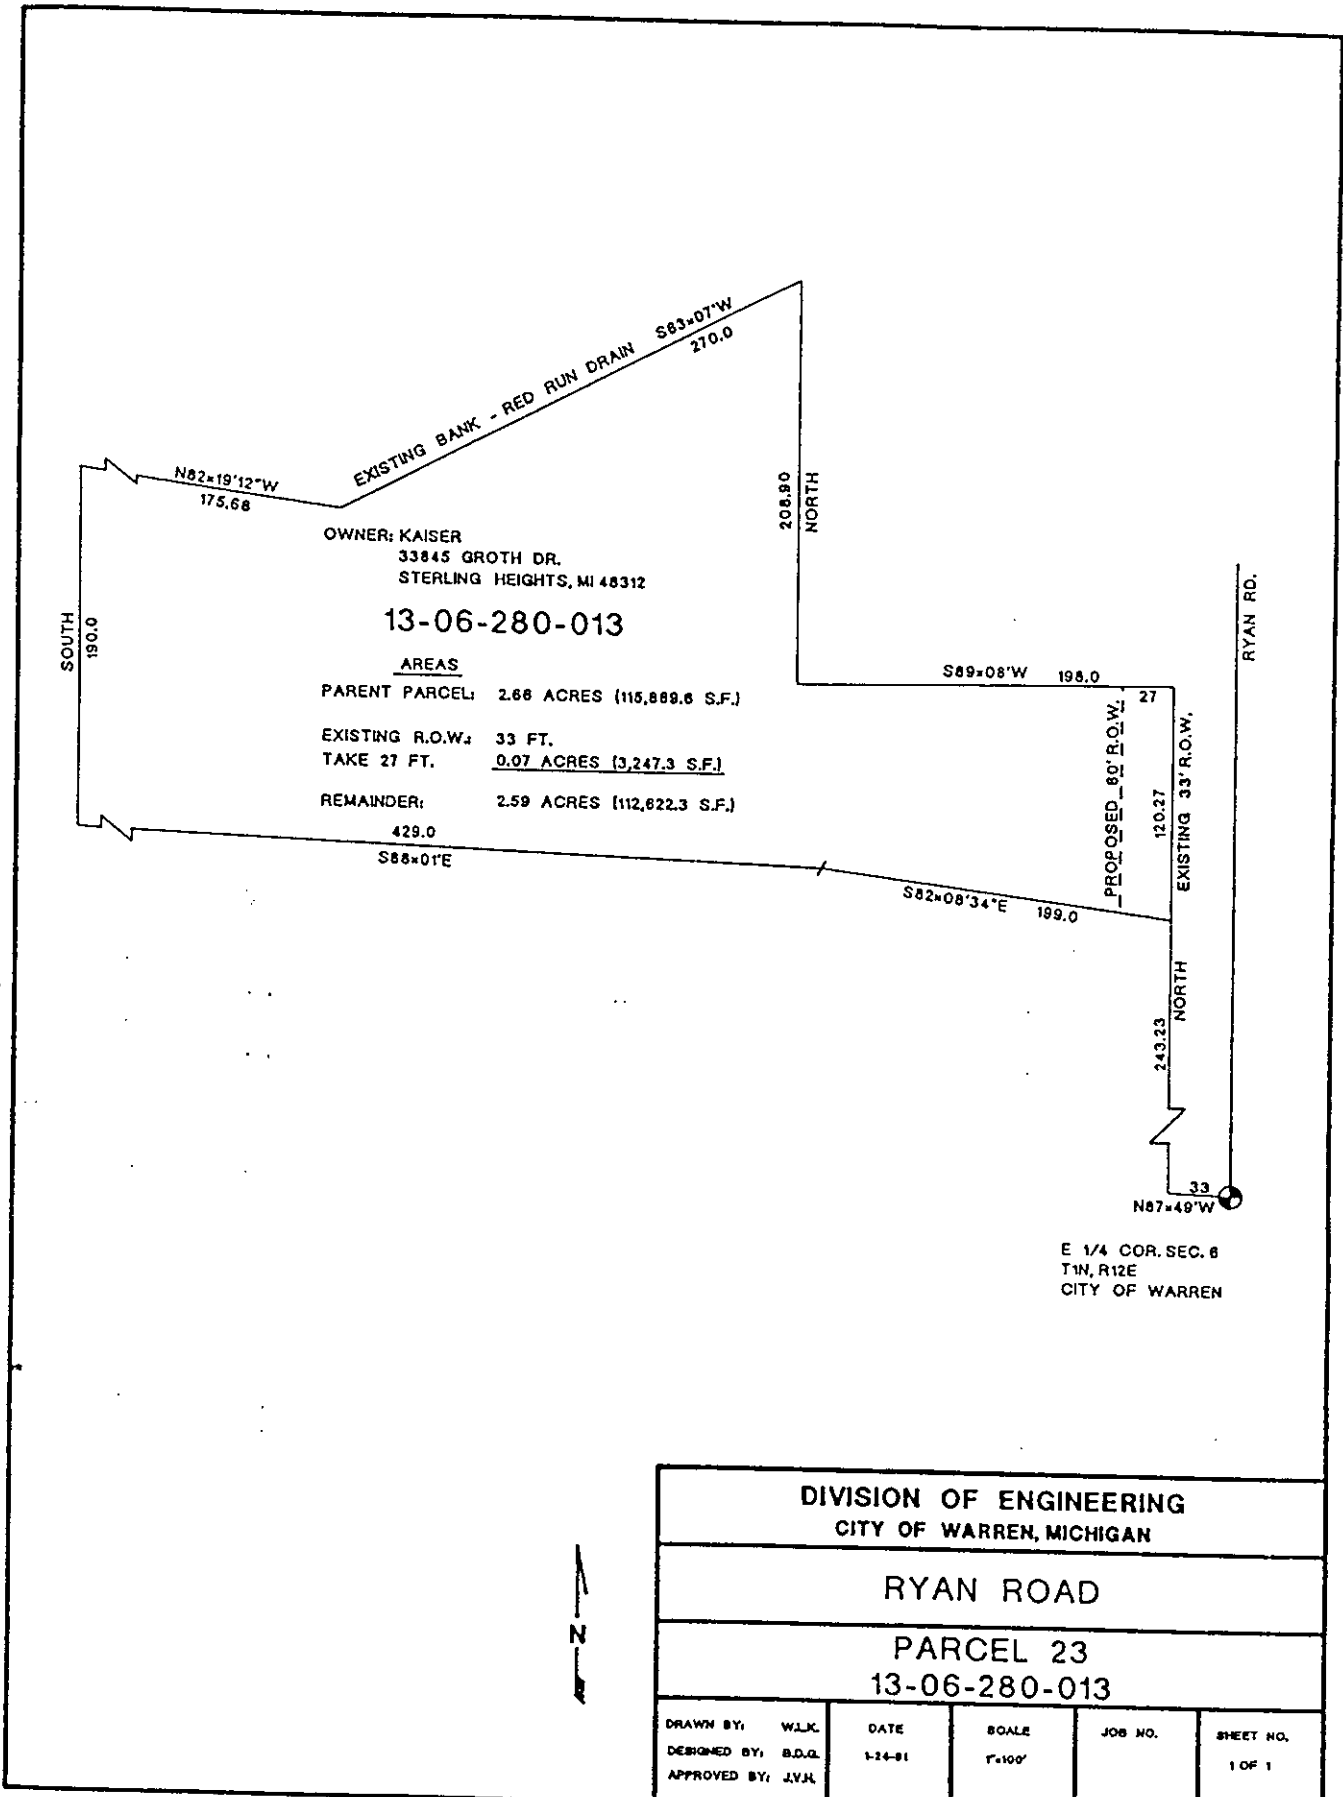 EXISTING BANK - RED RUN DRAIN S63×07'W
270.0
N82×19'12"W
175.68
208.90
NORTH
OWNER: KAISER
33845 GROTH DR.
STERLING HEIGHTS, MI 48312
13-06-280-013
SOUTH
190.0
AREAS
PARENT PARCEL: 2.66 ACRES (115,869.6 S.F.)
EXISTING R.O.W.: 33 FT.
TAKE 27 FT. 0.07 ACRES (3,247.3 S.F.)
REMAINDER: 2.59 ACRES (112,622.3 S.F.)
RYAN RD.
S89×08'W 198.0
27
PROPOSED 60' R.O.W.
120.27
EXISTING 33' R.O.W.
429.0
S88×01'E
S82×08'34"E 199.0
243.23
NORTH
33
N87×49'W
E 1/4 COR. SEC. 6
T1N, R12E
CITY OF WARREN
N
DIVISION OF ENGINEERING
CITY OF WARREN, MICHIGAN
RYAN ROAD
PARCEL 23
13-06-280-013
DRAWN BY: W.L.K.
DESIGNED BY: B.D.Q.
APPROVED BY: J.V.H.
DATE
1-24-91
SCALE
1"=100'
JOB NO.
SHEET NO.
1 OF 1